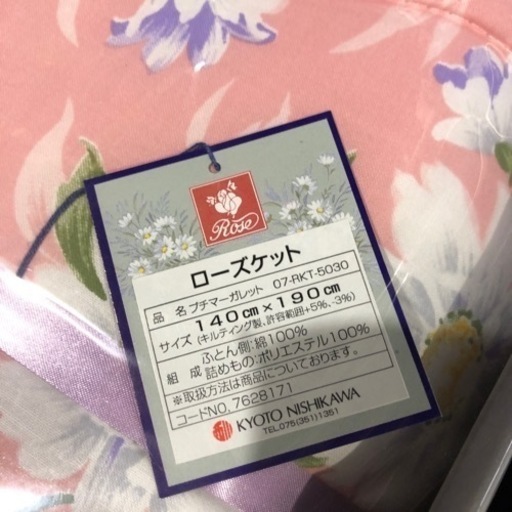 Rose
ローズケット
品 名 プチマーガレット 07-RKT-5030
サイズ 140cm×190cm
(キルティング製、許容範囲+5%、-3%)
組 成 ふとん側:綿100%
詰めもの:ポリエステル100%
※取扱方法は商品についております。
コードNO. 7628171
KYOTO NISHIKAWA
TEL075(351)1351